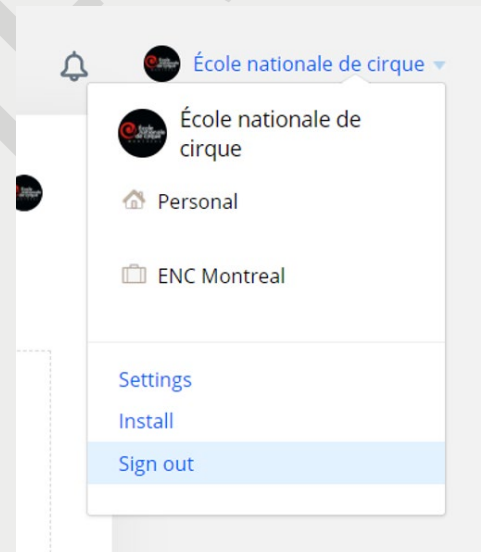 École nationale de cirque
École nationale de
cirque
Personal
ENC Montreal
Settings
Install
Sign out